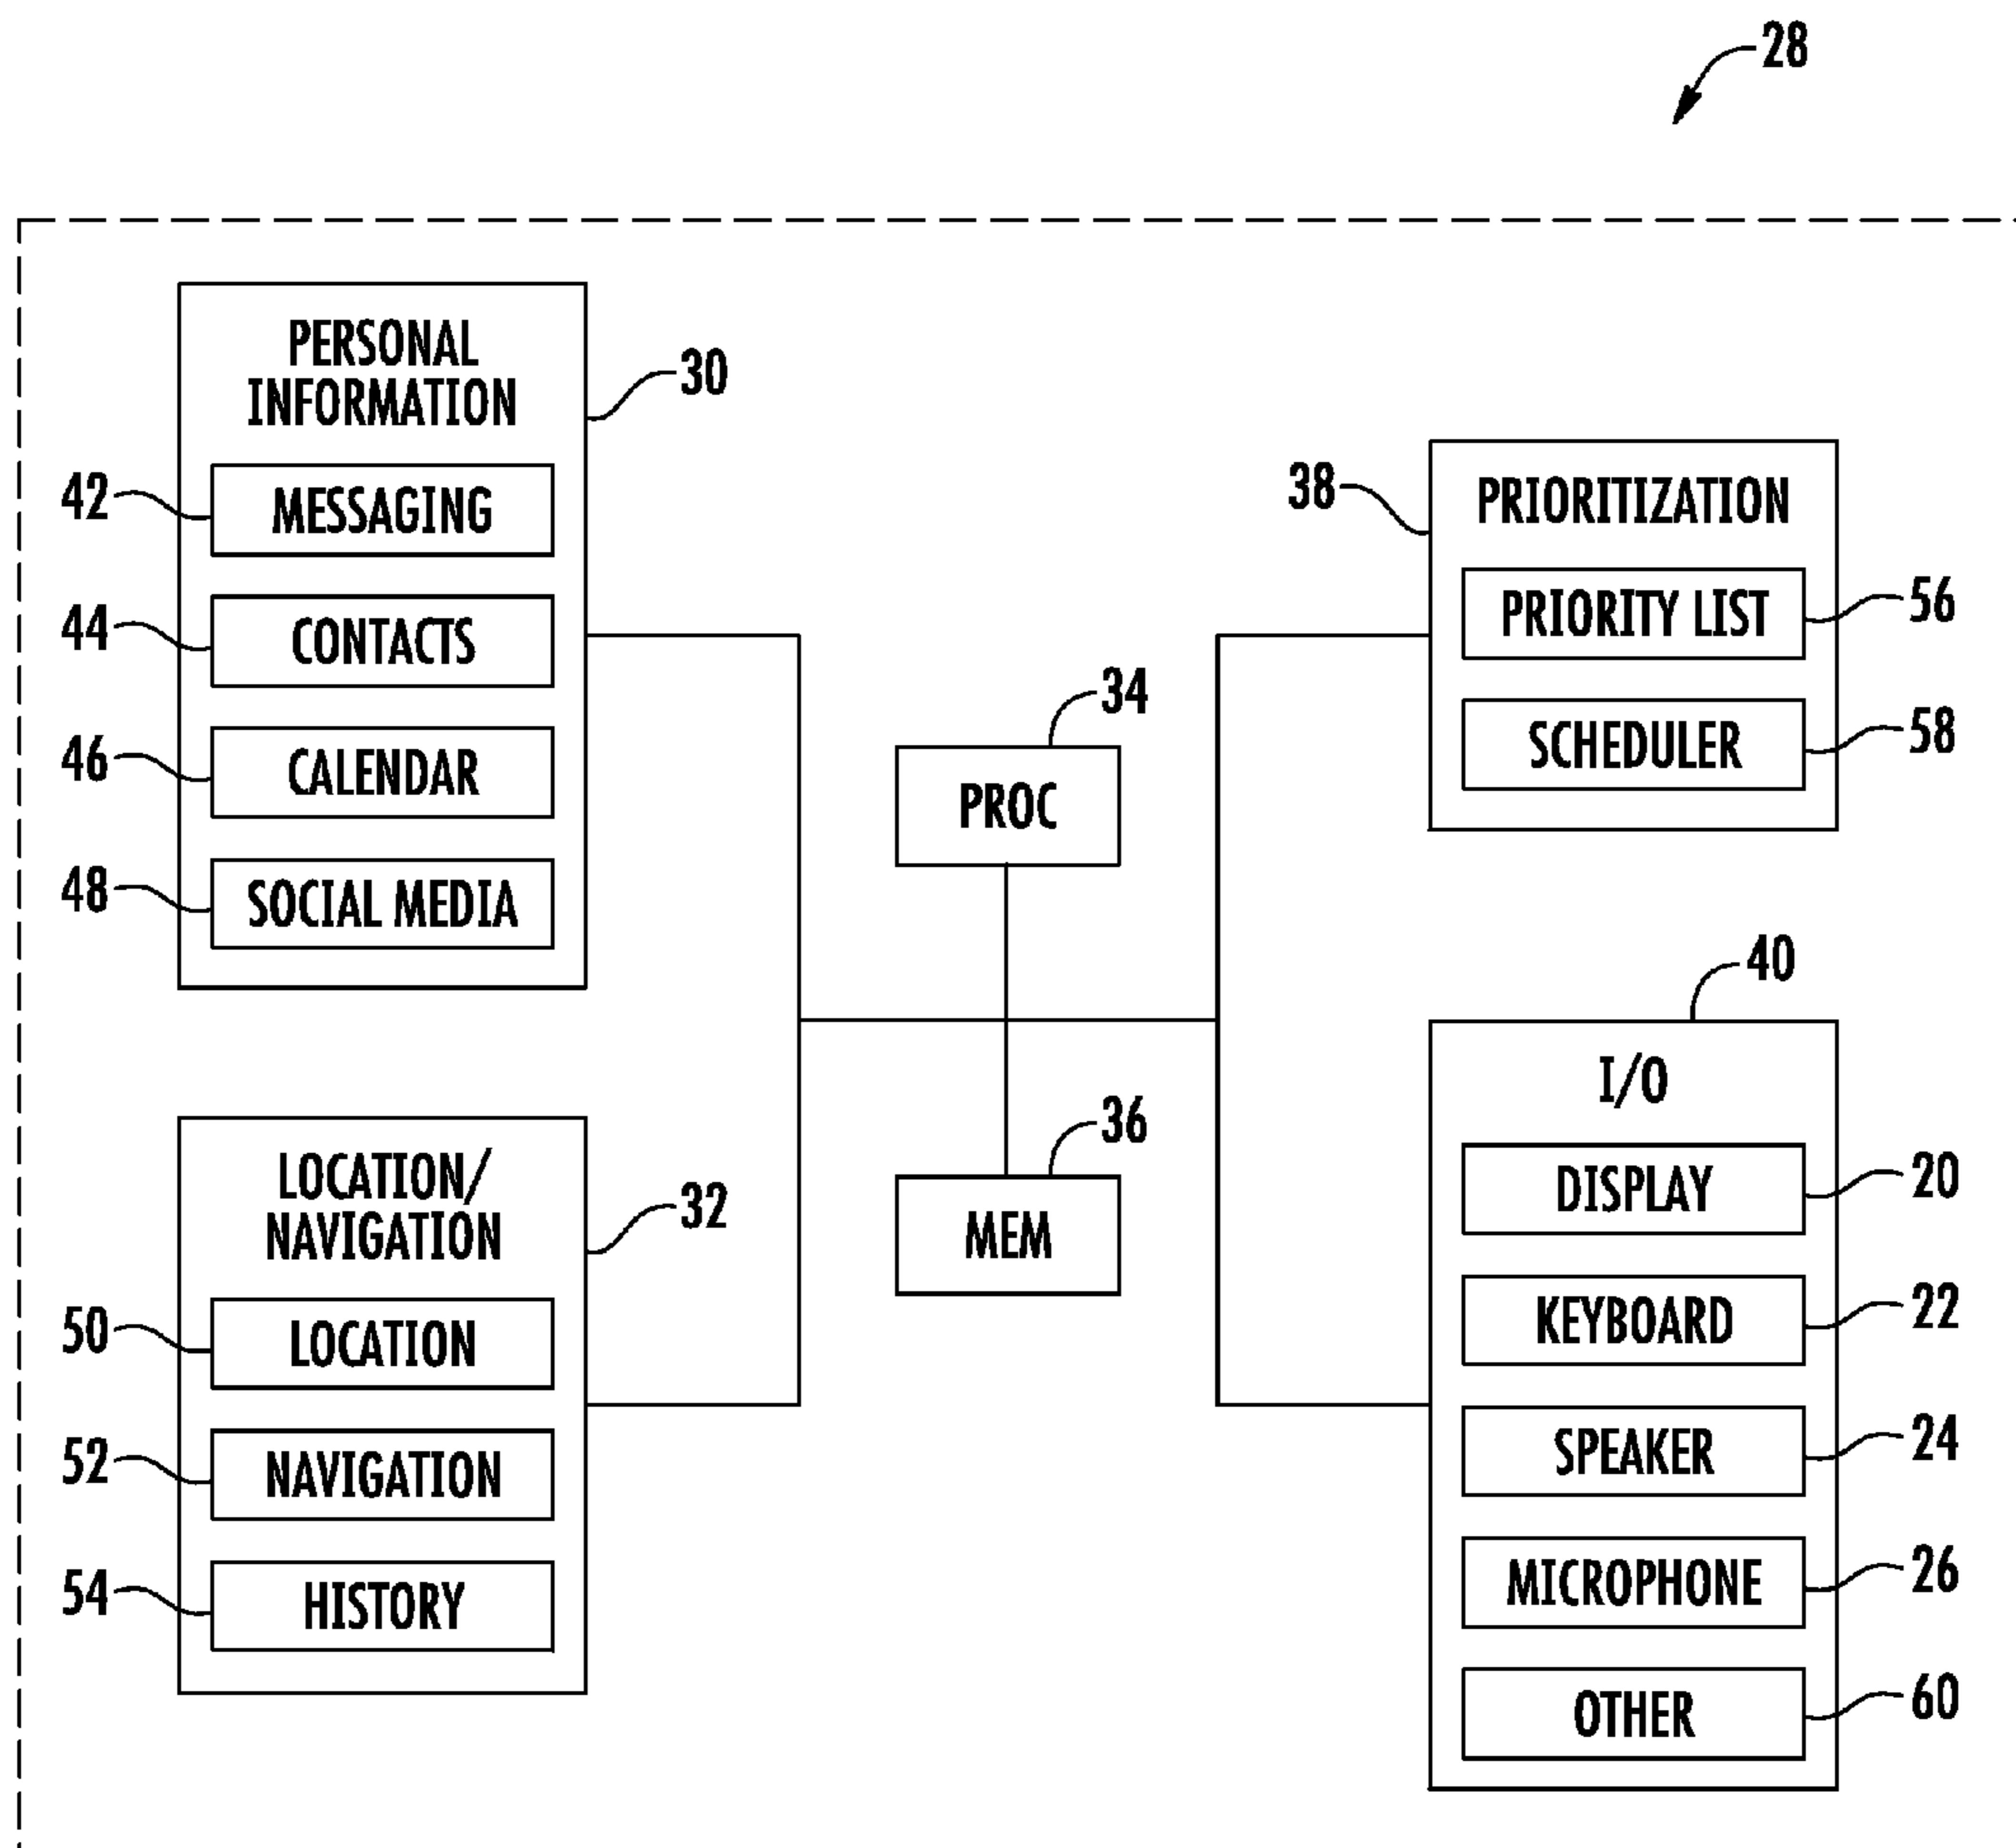 28
PERSONAL
INFORMATION
30
42
MESSAGING
44
CONTACTS
46
CALENDAR
48
SOCIAL MEDIA
LOCATION/
NAVIGATION
32
50
LOCATION
52
NAVIGATION
54
HISTORY
34
PROC
36
MEM
38
PRIORITIZATION
PRIORITY LIST
56
SCHEDULER
58
40
I/O
DISPLAY
20
KEYBOARD
22
SPEAKER
24
MICROPHONE
26
OTHER
60